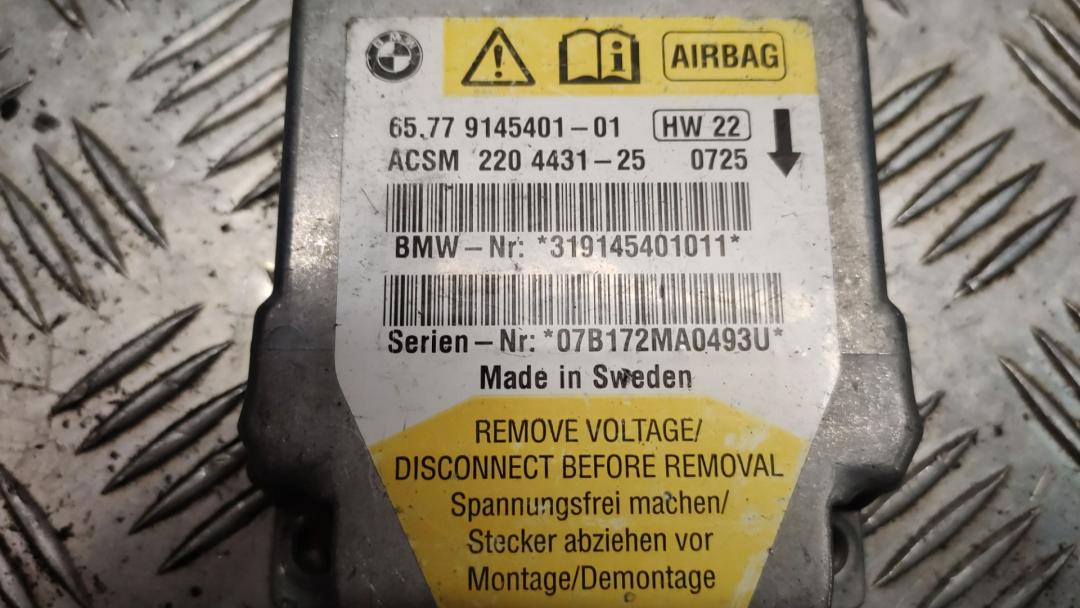 BMW
AIRBAG
65.77 9145401-01 HW 22
ACSM 220 4431-25 0725
BMW-Nr: *319145401011*
Serien-Nr: *07B172MA0493U*
Made in Sweden
REMOVE VOLTAGE/
DISCONNECT BEFORE REMOVAL
Spannungsfrei machen/
Stecker abziehen vor
Montage/Demontage